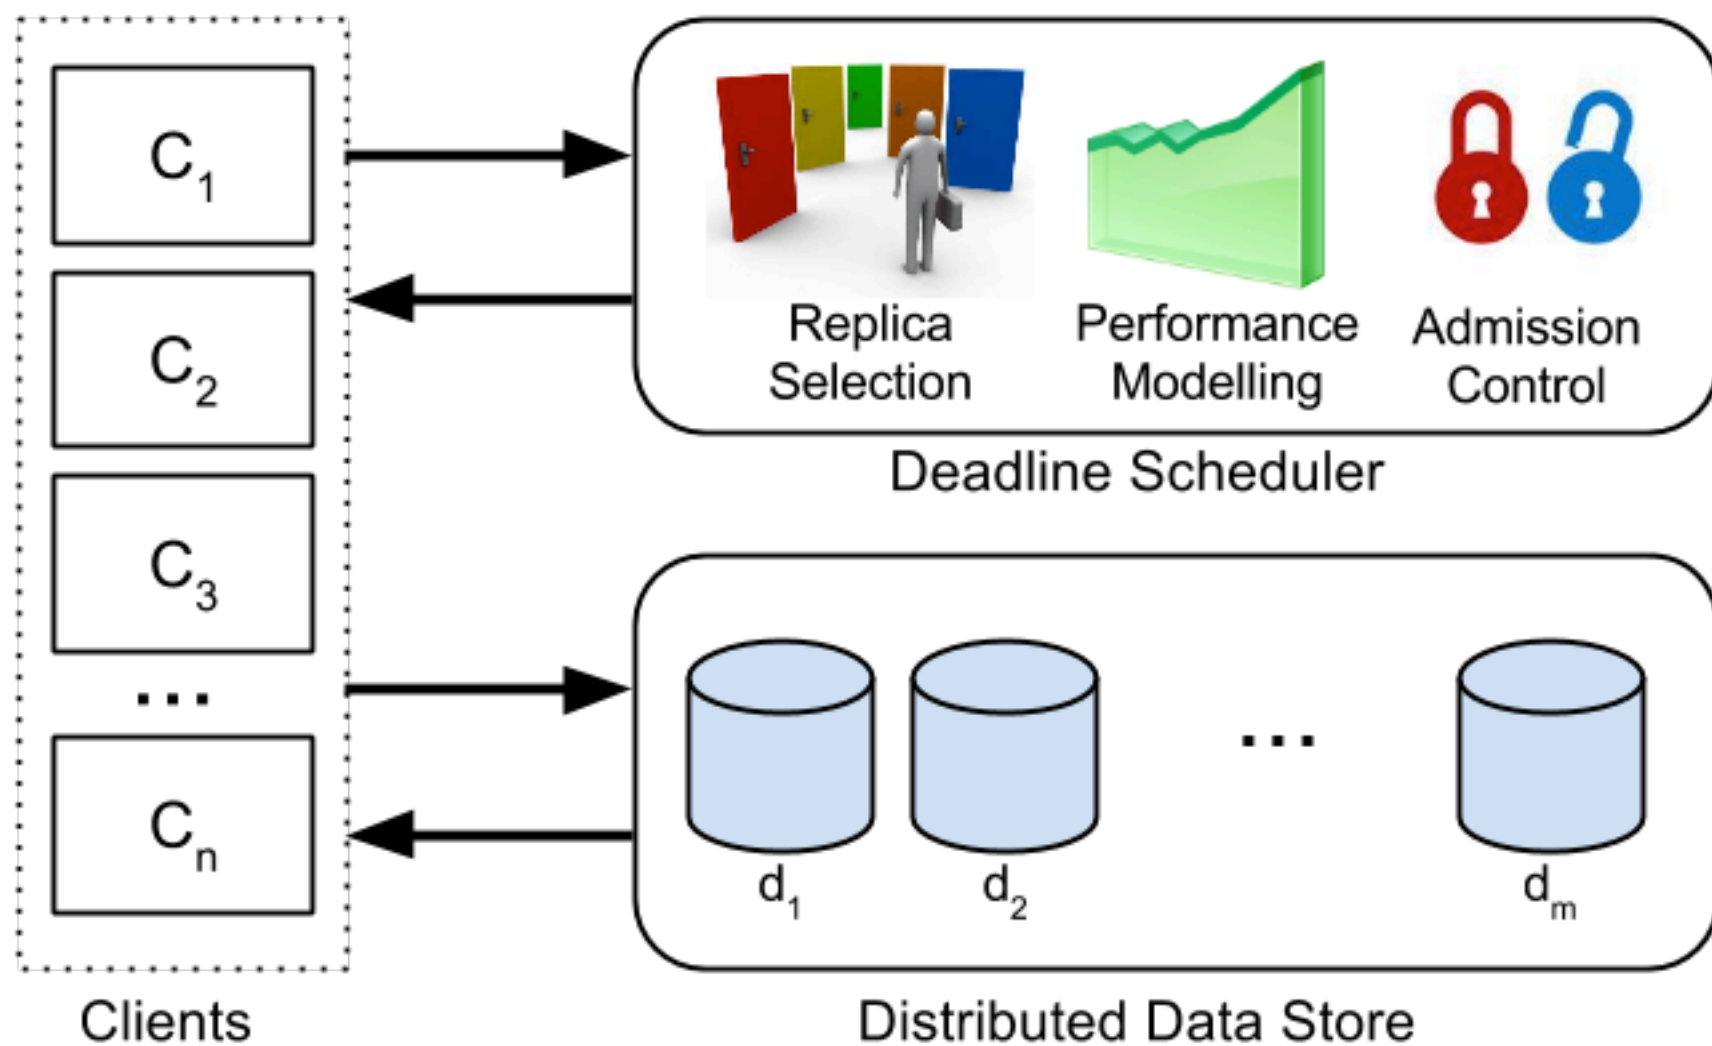 C1
C2
C3
...
Cn
Clients
Replica
Selection
Performance
Modelling
Admission
Control
Deadline Scheduler
d1
d2
...
dm
Distributed Data Store